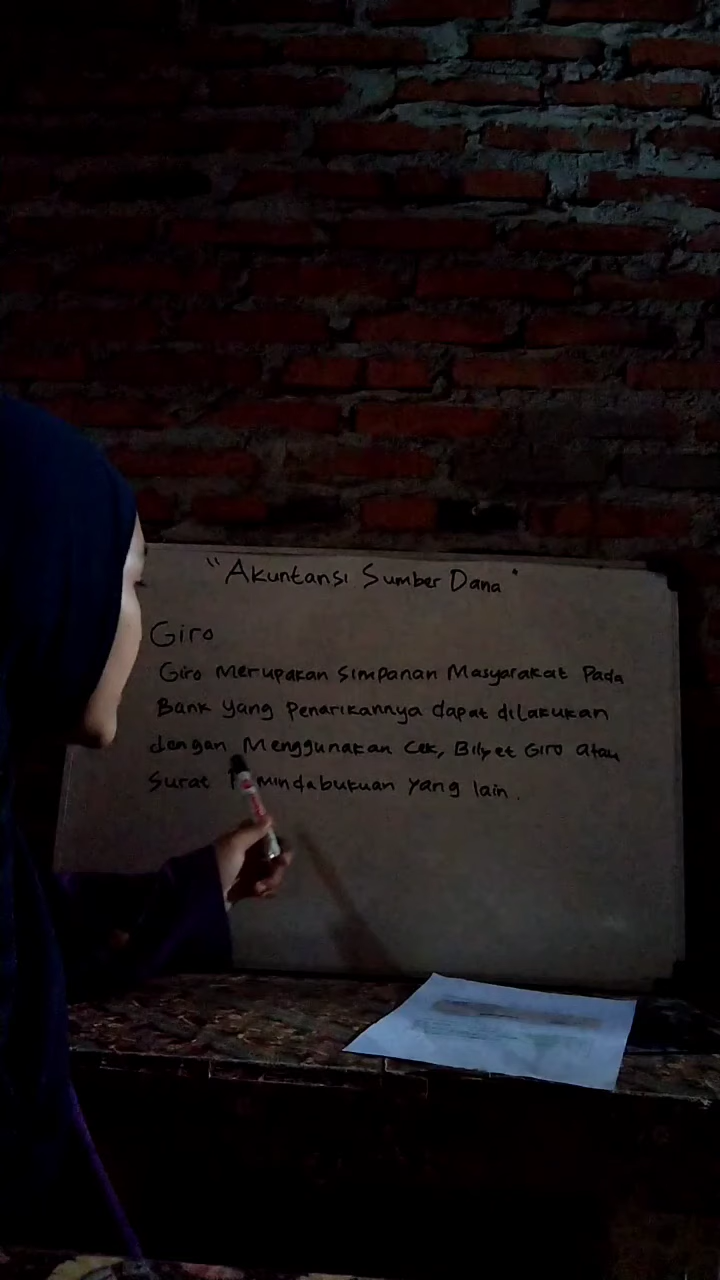 "Akuntansi Sumber Dana"
Giro
Giro Merupakan Simpanan Masyarakat Pada
Bank yang Penarikannya dapat dilakukan
dengan Menggunakan Cek, Bilyet Giro atau
Surat Pemindabukuan yang lain.